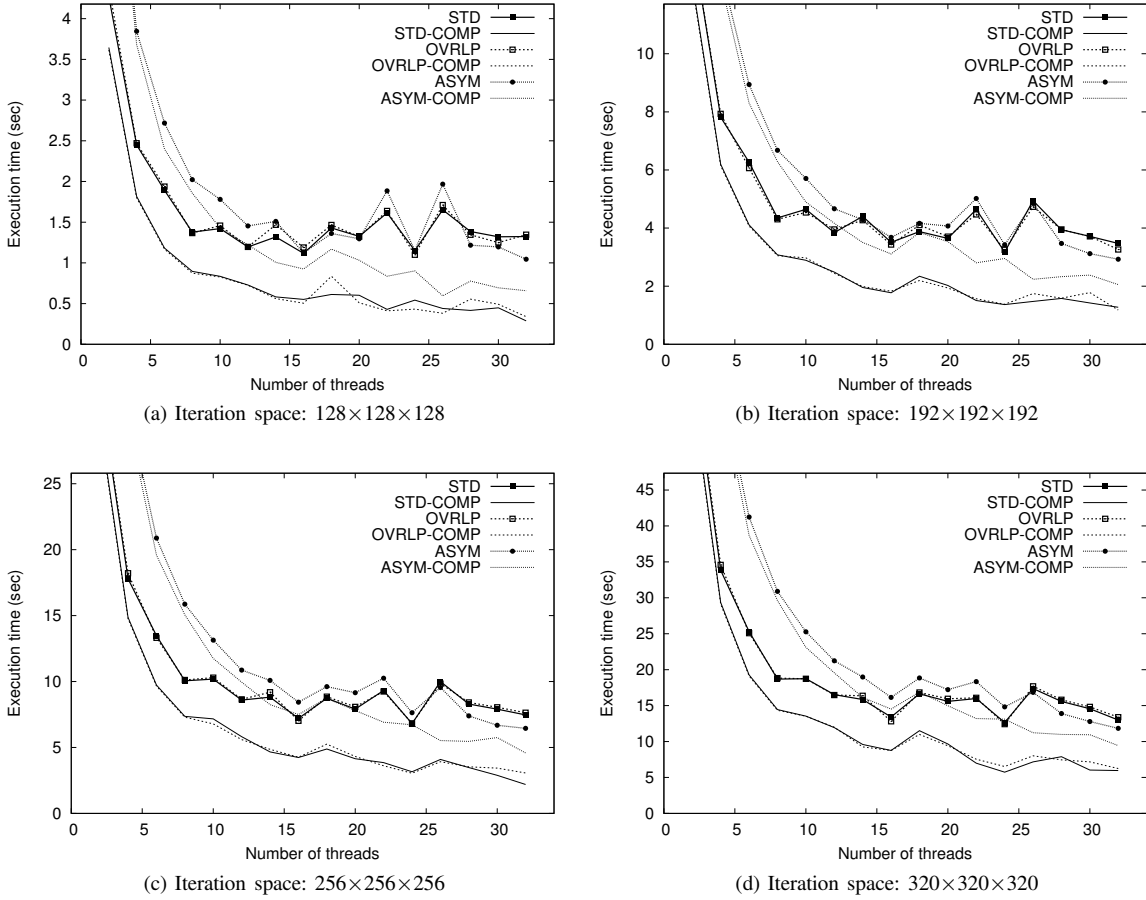 4
3.5
3
2.5
2
1.5
1
0.5
0
Execution time (sec)
0 5 10 15 20 25 30
Number of threads
STD
STD-COMP
OVRLP
OVRLP-COMP
ASYM
ASYM-COMP
(a) Iteration space: 128×128×128
10
8
6
4
2
0
Execution time (sec)
0 5 10 15 20 25 30
Number of threads
STD
STD-COMP
OVRLP
OVRLP-COMP
ASYM
ASYM-COMP
(b) Iteration space: 192×192×192
25
20
15
10
5
0
Execution time (sec)
0 5 10 15 20 25 30
Number of threads
STD
STD-COMP
OVRLP
OVRLP-COMP
ASYM
ASYM-COMP
(c) Iteration space: 256×256×256
45
40
35
30
25
20
15
10
5
0
Execution time (sec)
0 5 10 15 20 25 30
Number of threads
STD
STD-COMP
OVRLP
OVRLP-COMP
ASYM
ASYM-COMP
(d) Iteration space: 320×320×320